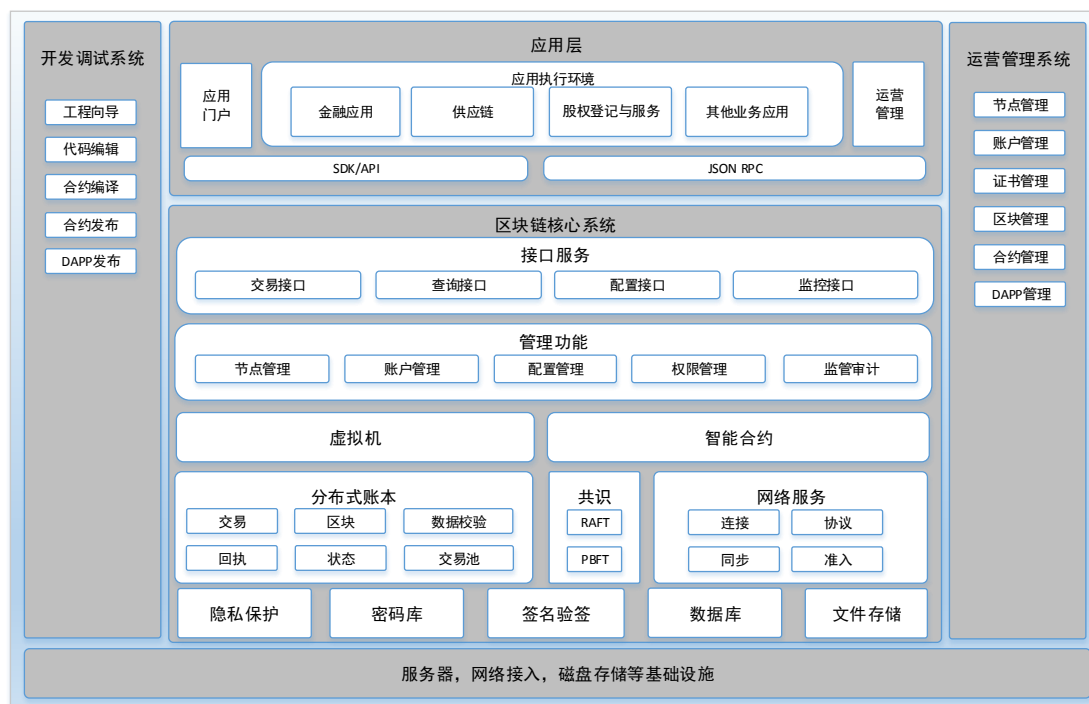 开发调试系统
工程向导
代码编辑
合约编译
合约发布
DAPP发布
应用层
应用
门户
应用执行环境
金融应用
供应链
股权登记与服务
其他业务应用
运营
管理
SDK/API
JSON RPC
区块链核心系统
接口服务
交易接口
查询接口
配置接口
监控接口
管理功能
节点管理
账户管理
配置管理
权限管理
监管审计
虚拟机
智能合约
分布式账本
交易
区块
数据校验
回执
状态
交易池
共识
RAFT
PBFT
网络服务
连接
协议
同步
准入
隐私保护
密码库
签名验签
数据库
文件存储
运营管理系统
节点管理
账户管理
证书管理
区块管理
合约管理
DAPP管理
服务器，网络接入，磁盘存储等基础设施